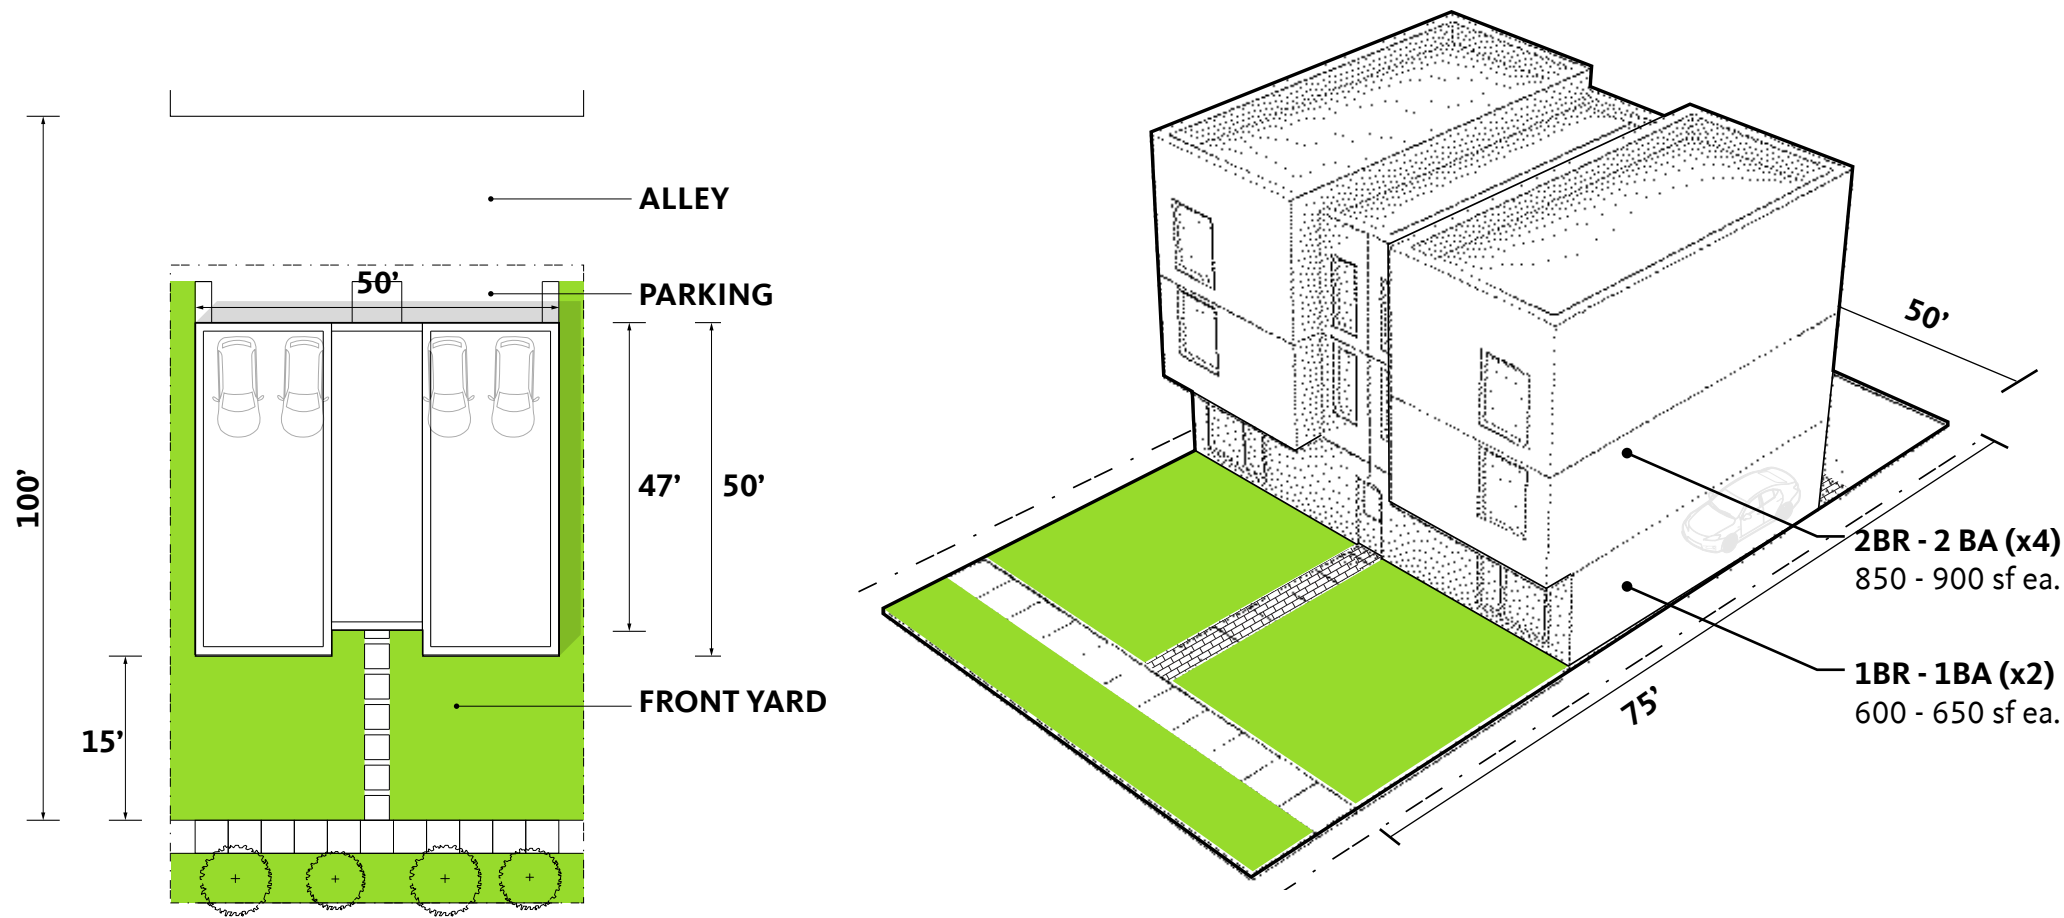 ALLEY
50'
PARKING
100'
47'
50'
FRONT YARD
15'
50'
2BR - 2 BA (x4)
850 - 900 sf ea.
1BR - 1BA (x2)
600 - 650 sf ea.
75'